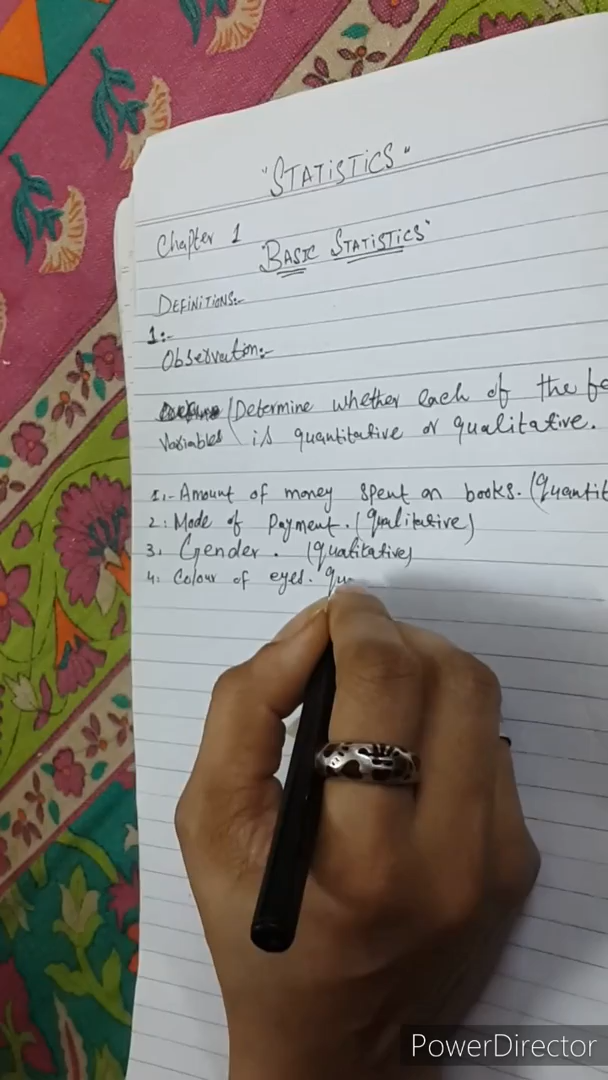 "STATISTICS"
Chapter 1
"BASIC STATISTICS"
DEFINITIONS:-
1:-
Observation:-
(Determine whether each of the
Variables is quantitative or qualitative.
1:- Amount of money spent on books. (quantit
2: Mode of Payment. (qualitative)
3. Gender. (qualitative)
4: Colour of eyes. qu
PowerDirector